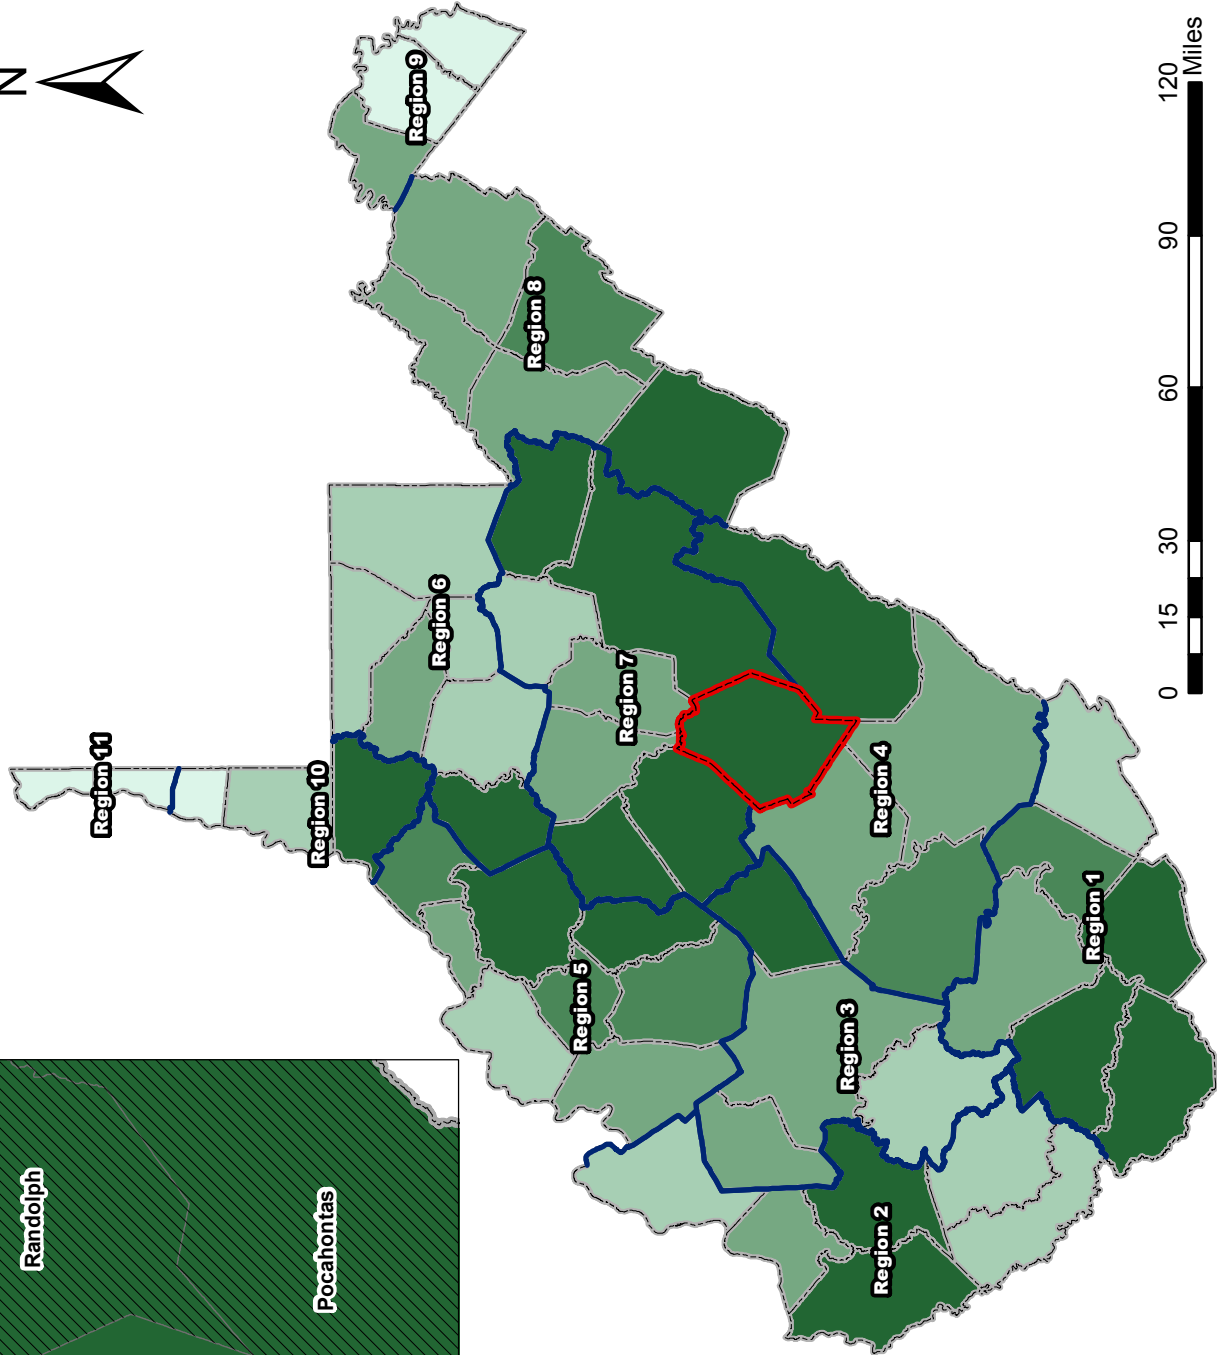 N
Region 11
Region 10
Region 6
Region 9
Region 8
Region 7
Region 5
Region 4
Region 3
Region 2
Region 1
Randolph
Pocahontas
0 15 30 60 90 120
Miles